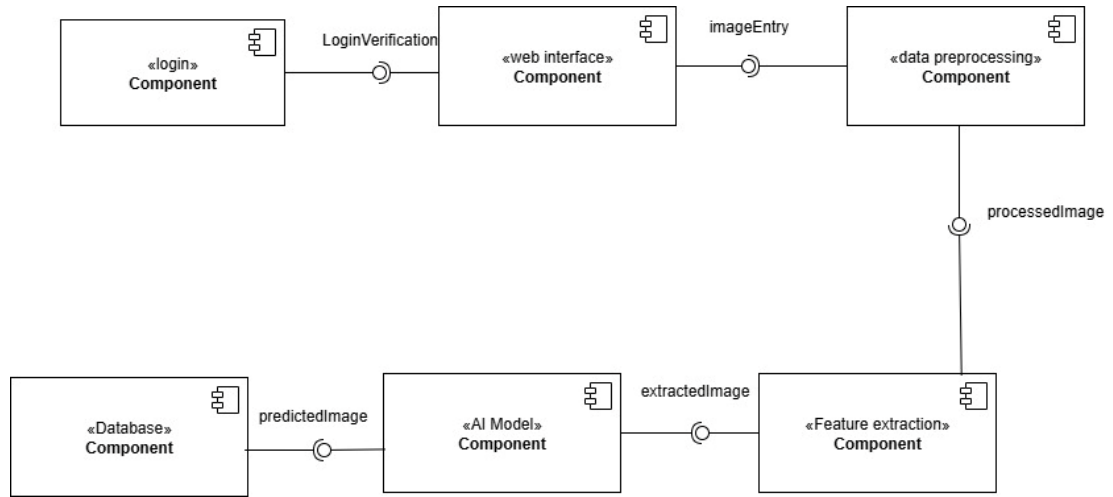 LoginVerification
imageEntry
«login»
Component
«web interface»
Component
«data preprocessing»
Component
processedImage
predictedImage
extractedImage
«Database»
Component
«AI Model»
Component
«Feature extraction»
Component